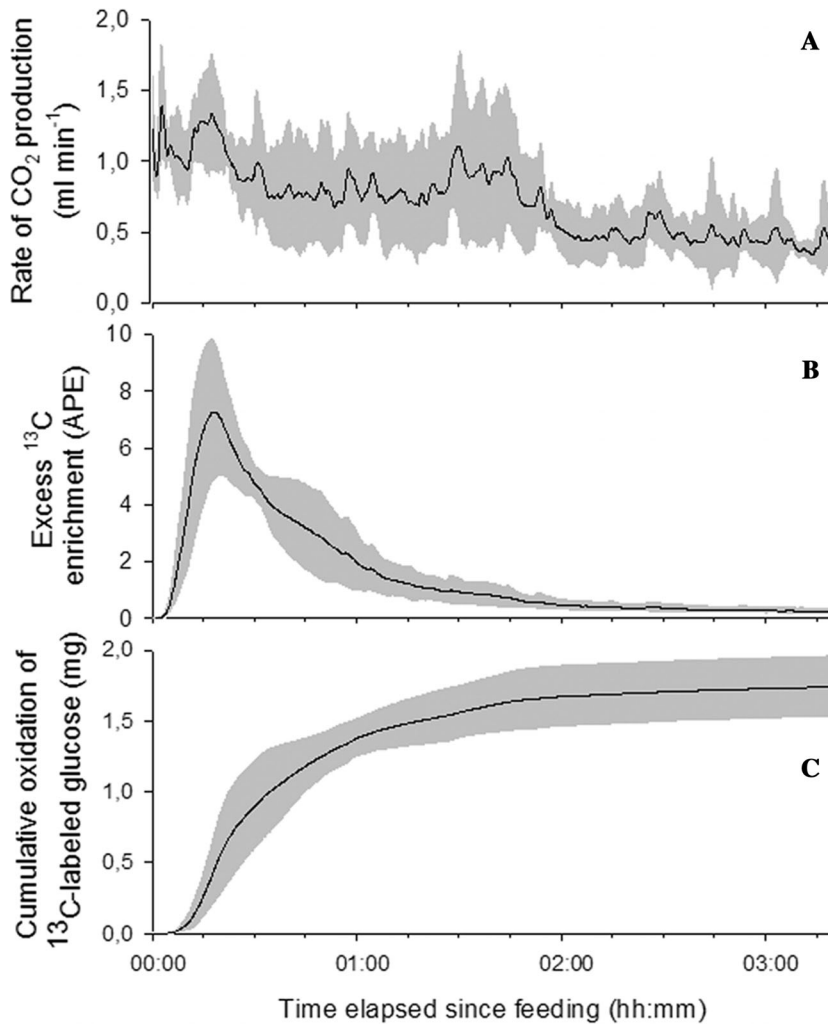 A
Rate of CO₂ production
(ml min⁻¹)
2,0
1,5
1,0
0,5
0,0
B
Excess ¹³C
enrichment (APE)
10
8
6
4
2
0
C
Cumulative oxidation of
¹³C-labeled glucose (mg)
2,0
1,5
1,0
0,5
0,0
00:00 01:00 02:00 03:00
Time elapsed since feeding (hh:mm)